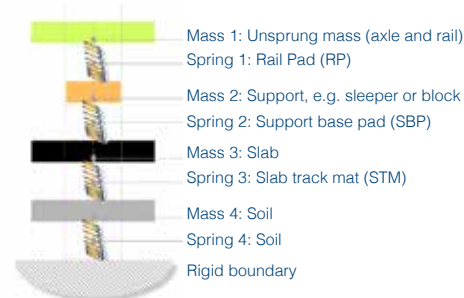 Mass 1: Unsprung mass (axle and rail)
Spring 1: Rail Pad (RP)
Mass 2: Support, e.g. sleeper or block
Spring 2: Support base pad (SBP)
Mass 3: Slab
Spring 3: Slab track mat (STM)
Mass 4: Soil
Spring 4: Soil
Rigid boundary